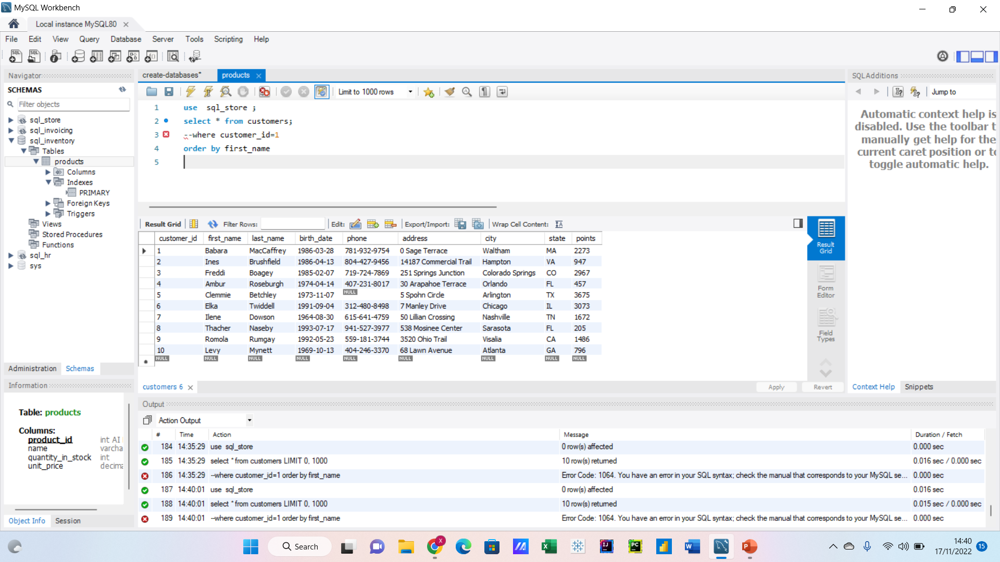 MySQL Workbench
Local instance MySQL80
File Edit View Query Database Server Tools Scripting Help
Navigator
SCHEMAS
Filter objects
sql_store
sql_invoicing
sql_inventory
Tables
products
Columns
Indexes
PRIMARY
Foreign Keys
Triggers
Views
Stored Procedures
Functions
sql_hr
sys
Administration Schemas
Information
Table: products
Columns:
product_id int AI
name varcha
quantity_in_stock int
unit_price decima
Object Info Session
create-databases* products
Limit to 1000 rows
1 use sql_store ;
2 select * from customers;
3 --where customer_id=1
4 order by first_name
5
Result Grid Filter Rows: Edit: Export/Import: Wrap Cell Content:
customer_id first_name last_name birth_date phone address city state points
1 Babara MacCaffrey 1986-03-28 781-932-9754 0 Sage Terrace Waltham MA 2273
2 Ines Brushfield 1986-04-13 804-427-9456 14187 Commercial Trail Hampton VA 947
3 Freddi Boagey 1985-02-07 719-724-7869 251 Springs Junction Colorado Springs CO 2967
4 Ambur Roseburgh 1974-04-14 407-231-8017 30 Arapahoe Terrace Orlando FL 457
5 Clemmie Betchley 1973-11-07 NULL 5 Spohn Circle Arlington TX 3675
6 Elka Twiddell 1991-09-04 312-480-8498 7 Manley Drive Chicago IL 3073
7 Ilene Dowson 1964-08-30 615-641-4759 50 Lillian Crossing Nashville TN 1672
8 Thacher Naseby 1993-07-17 941-527-3977 538 Mosinee Center Sarasota FL 205
9 Romola Rumgay 1992-05-23 559-181-3744 3520 Ohio Trail Visalia CA 1486
10 Levy Mynett 1969-10-13 404-246-3370 68 Lawn Avenue Atlanta GA 796
NULL NULL NULL NULL NULL NULL NULL NULL NULL
Result
Grid
Form
Editor
Field
Types
customers 6 Apply Revert
SQLAdditions
Jump to
Automatic context help is
disabled. Use the toolbar t
manually get help for the
current caret position or to
toggle automatic help.
Context Help Snippets
Output
Action Output
# Time Action Message Duration / Fetch
184 14:35:29 use sql_store 0 row(s) affected 0.000 sec
185 14:35:29 select * from customers LIMIT 0, 1000 10 row(s) returned 0.016 sec / 0.000 sec
186 14:35:29 --where customer_id=1 order by first_name Error Code: 1064. You have an error in your SQL syntax; check the manual that corresponds to your MySQL se... 0.000 sec
187 14:40:01 use sql_store 0 row(s) affected 0.016 sec
188 14:40:01 select * from customers LIMIT 0, 1000 10 row(s) returned 0.015 sec / 0.000 sec
189 14:40:01 --where customer_id=1 order by first_name Error Code: 1064. You have an error in your SQL syntax; check the manual that corresponds to your MySQL se... 0.000 sec
Search
14:40
17/11/2022
15